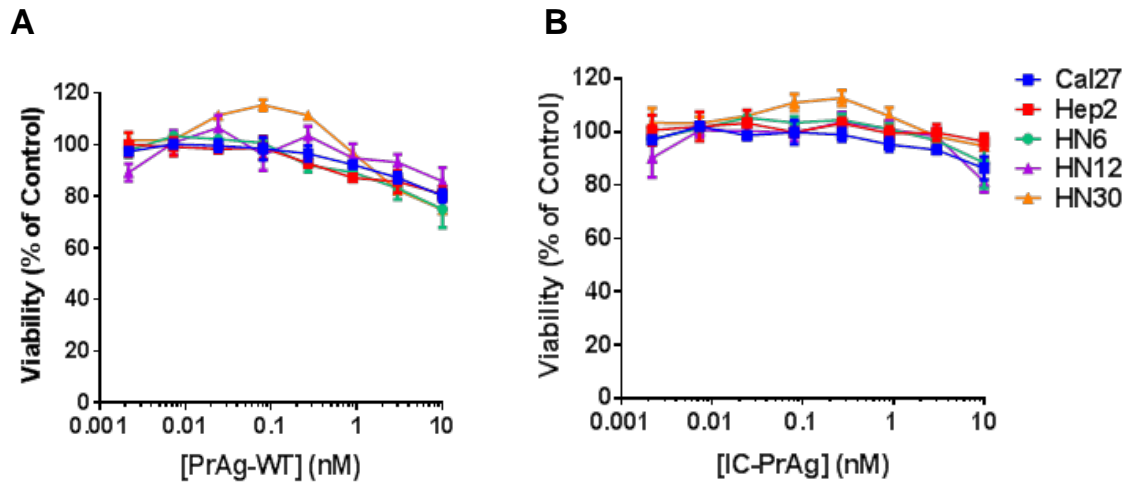 A
B
Viability (% of Control)
120
100
80
60
40
20
0
0.001 0.01 0.1 1 10
[PrAg-WT] (nM)
Viability (% of Control)
120
100
80
60
40
20
0
0.001 0.01 0.1 1 10
[IC-PrAg] (nM)
Cal27
Hep2
HN6
HN12
HN30